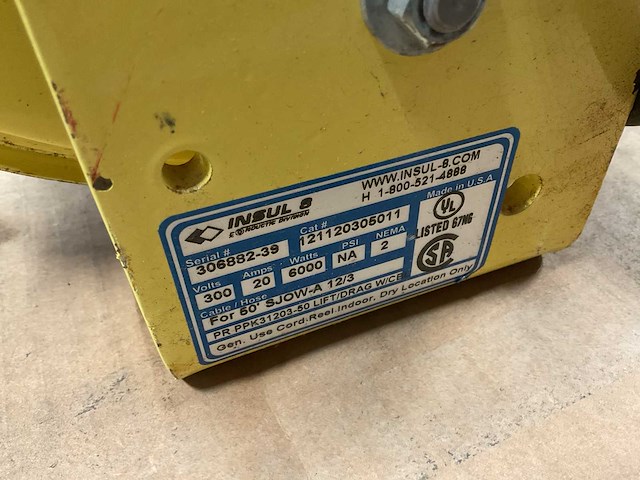 INSUL 8
WWW.INSUL-8.COM
H 1-800-521-4888
DIVISION
Made in U.S.A.
Serial #
Cat #
306882-39
121120305011
UL
LISTED 67NG
Volts Amps Watts PSI NEMA
300 20 6000 NA 2
Cable / Hose
For 50' SJOW-A 12/3
PR PPK31203-50 LIFT/DRAG W/CB
Gen. Use Cord.Reel.Indoor. Dry Location Only